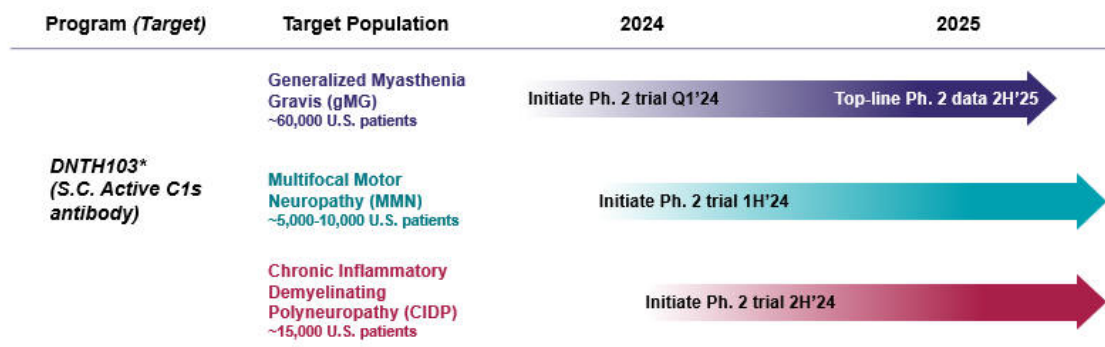 Program (Target) Target Population 2024 2025
Generalized Myasthenia
Gravis (gMG)
~60,000 U.S. patients
Initiate Ph. 2 trial Q1'24 Top-line Ph. 2 data 2H'25
DNTH103*
(S.C. Active C1s
antibody)
Multifocal Motor
Neuropathy (MMN)
~5,000-10,000 U.S. patients
Initiate Ph. 2 trial 1H'24
Chronic Inflammatory
Demyelinating
Polyneuropathy (CIDP)
~15,000 U.S. patients
Initiate Ph. 2 trial 2H'24